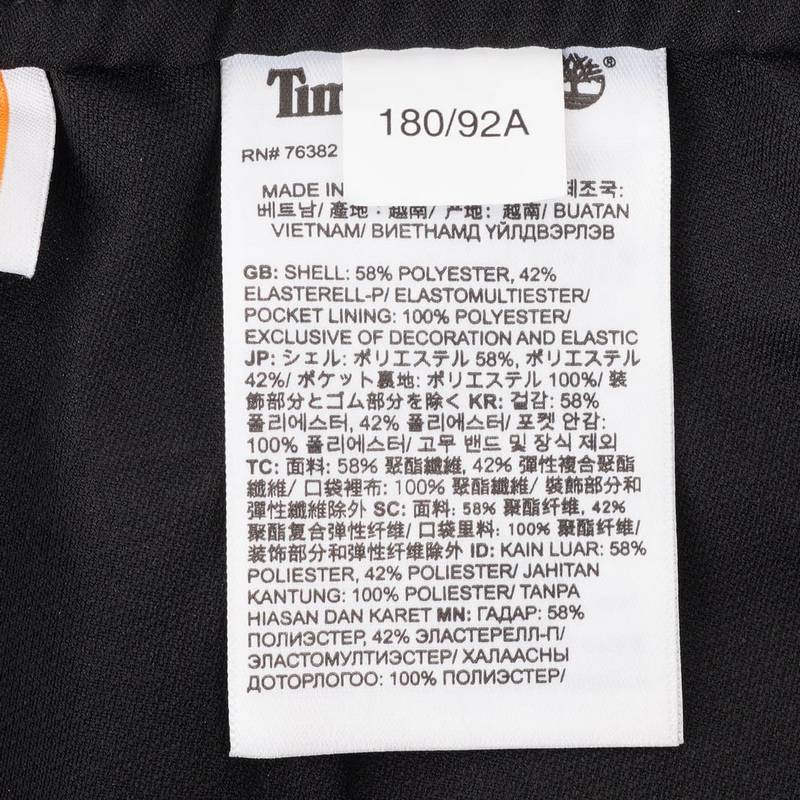 180/92A
RN# 76382
MADE IN
제조국:
베트남/ 產地 : 越南/ 产地: 越南/ BUATAN
VIETNAM/ ВИЕТНАМД ҮЙЛДВЭРЛЭВ
GB: SHELL: 58% POLYESTER, 42%
ELASTERELL-P/ ELASTOMULTIESTER/
POCKET LINING: 100% POLYESTER/
EXCLUSIVE OF DECORATION AND ELASTIC
JP: シェル: ポリエステル 58%, ポリエステル
42%/ ポケット裏地: ポリエステル 100%/ 装
飾部分とゴム部分を除く KR: 겉감: 58%
폴리에스터, 42% 폴리에스터/ 포켓 안감:
100% 폴리에스터/ 고무 밴드 및 장식 제외
TC: 面料: 58% 聚酯纖維, 42% 彈性複合聚酯
纖維/ 口袋裡布: 100% 聚酯纖維/ 裝飾部分和
彈性纖維除外 SC: 面料: 58% 聚酯纤维, 42%
聚酯复合弹性纤维/ 口袋里料: 100% 聚酯纤维/
装饰部分和弹性纤维除外 ID: KAIN LUAR: 58%
POLIESTER, 42% POLIESTER/ JAHITAN
KANTUNG: 100% POLIESTER/ TANPA
HIASAN DAN KARET MN: ГАДАР: 58%
ПОЛИЭСТЕР, 42% ЭЛАСТЕРЕЛЛ-П/
ЭЛАСТОМУЛТИЭСТЕР/ ХАЛААСНЫ
ДОТОРЛОГОО: 100% ПОЛИЭСТЕР/